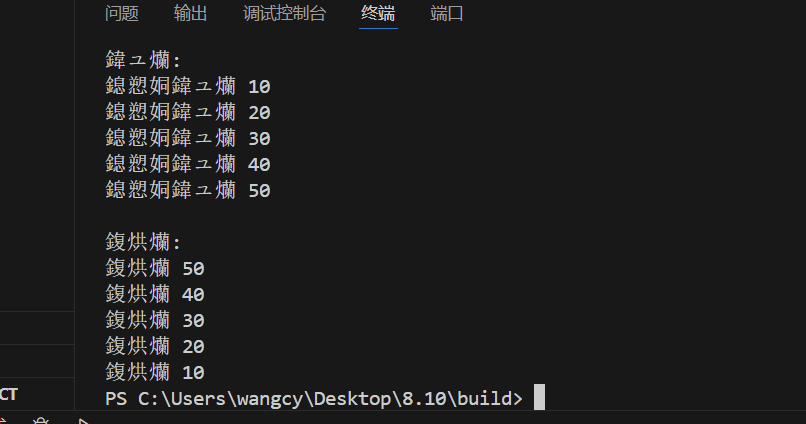 问题 输出 调试控制台 终端 端口
鍏ユ爤:
鎴愬姛鍏ユ爤 10
鎴愬姛鍏ユ爤 20
鎴愬姛鍏ユ爤 30
鎴愬姛鍏ユ爤 40
鎴愬姛鍏ユ爤 50
鍑烘爤:
鍑烘爤 50
鍑烘爤 40
鍑烘爤 30
鍑烘爤 20
鍑烘爤 10
PS C:\Users\wangcy\Desktop\8.10\build>
CT